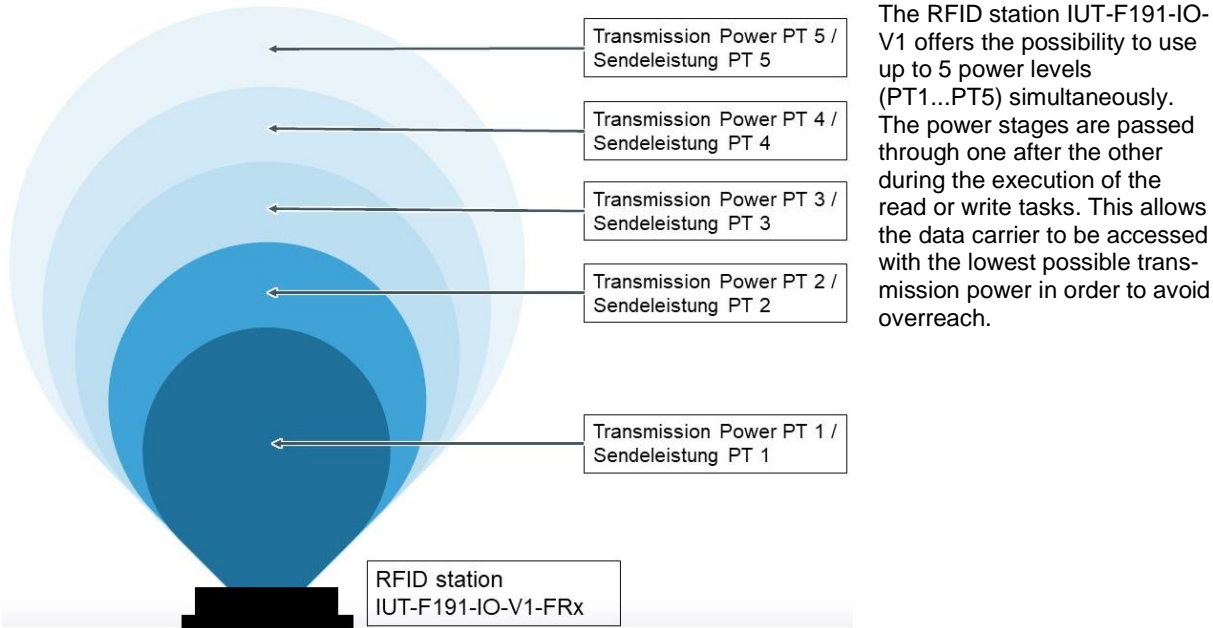 Transmission Power PT 5 /
Sendeleistung PT 5
Transmission Power PT 4 /
Sendeleistung PT 4
Transmission Power PT 3 /
Sendeleistung PT 3
Transmission Power PT 2 /
Sendeleistung PT 2
Transmission Power PT 1 /
Sendeleistung PT 1
RFID station
IUT-F191-IO-V1-FRx
The RFID station IUT-F191-IO-
V1 offers the possibility to use
up to 5 power levels
(PT1...PT5) simultaneously.
The power stages are passed
through one after the other
during the execution of the
read or write tasks. This allows
the data carrier to be accessed
with the lowest possible trans-
mission power in order to avoid
overreach.